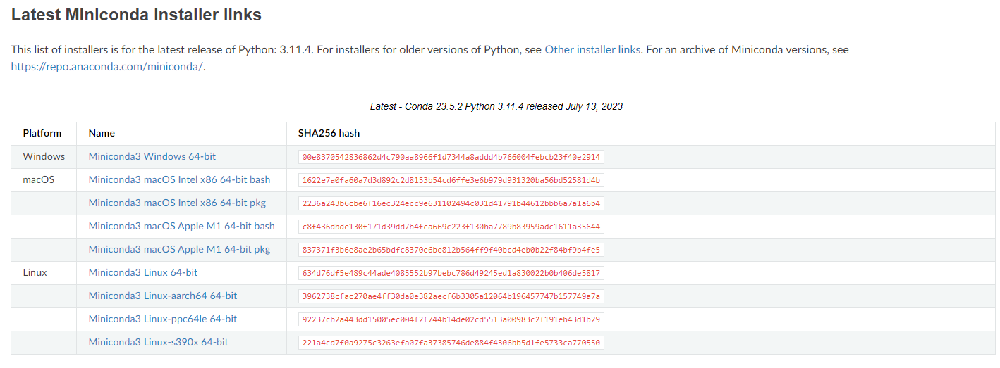 Latest Miniconda installer links
This list of installers is for the latest release of Python: 3.11.4. For installers for older versions of Python, see Other installer links. For an archive of Miniconda versions, see
https://repo.anaconda.com/miniconda/.
Latest - Conda 23.5.2 Python 3.11.4 released July 13, 2023
Platform Name SHA256 hash
Windows Miniconda3 Windows 64-bit 00e8370542836862d4c790aa8966f1d7344a8addd4b766004febcb23f40e2914
macOS Miniconda3 macOS Intel x86 64-bit bash 1622e7a0fa60a7d3d892c2d8153b54cd6ffe3e6b979d931320ba56bd52581d4b
Miniconda3 macOS Intel x86 64-bit pkg 2236a243b6cbe6f16ec324ecc9e631102494c031d41791b44612bbb6a7a1a6b4
Miniconda3 macOS Apple M1 64-bit bash c8f436dbde130f171d39dd7b4fca669c223f130ba7789b83959adc1611a35644
Miniconda3 macOS Apple M1 64-bit pkg 837371f3b6e8ae2b65bdfc8370e6be812b564ff9f40bcd4eb0b22f84bf9b4fe5
Linux Miniconda3 Linux 64-bit 634d76df5e489c44ade4085552b97bebc786d49245ed1a830022b0b406de5817
Miniconda3 Linux-aarch64 64-bit 3962738cfac270ae4ff30da0e382aecf6b3305a12064b196457747b157749a7a
Miniconda3 Linux-ppc64le 64-bit 92237cb2a443dd15005ec004f2f744b14de02cd5513a00983c2f191eb43d1b29
Miniconda3 Linux-s390x 64-bit 221a4cd7f0a9275c3263efa07fa37385746de884f4306bb5d1fe5733ca770550